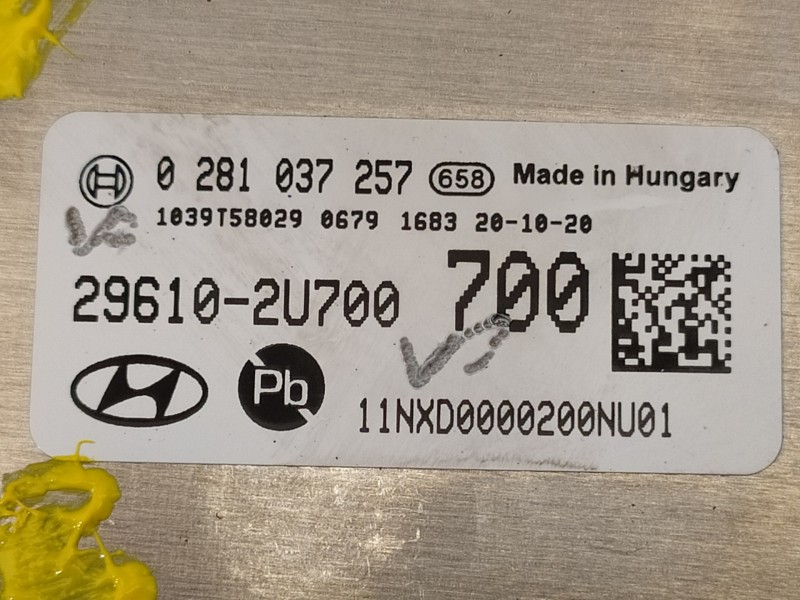 0 281 037 257 658 Made in Hungary
1039T58029 0679 1683 20-10-20
29610-2U700 700
Pb
11NXD0000200NU01